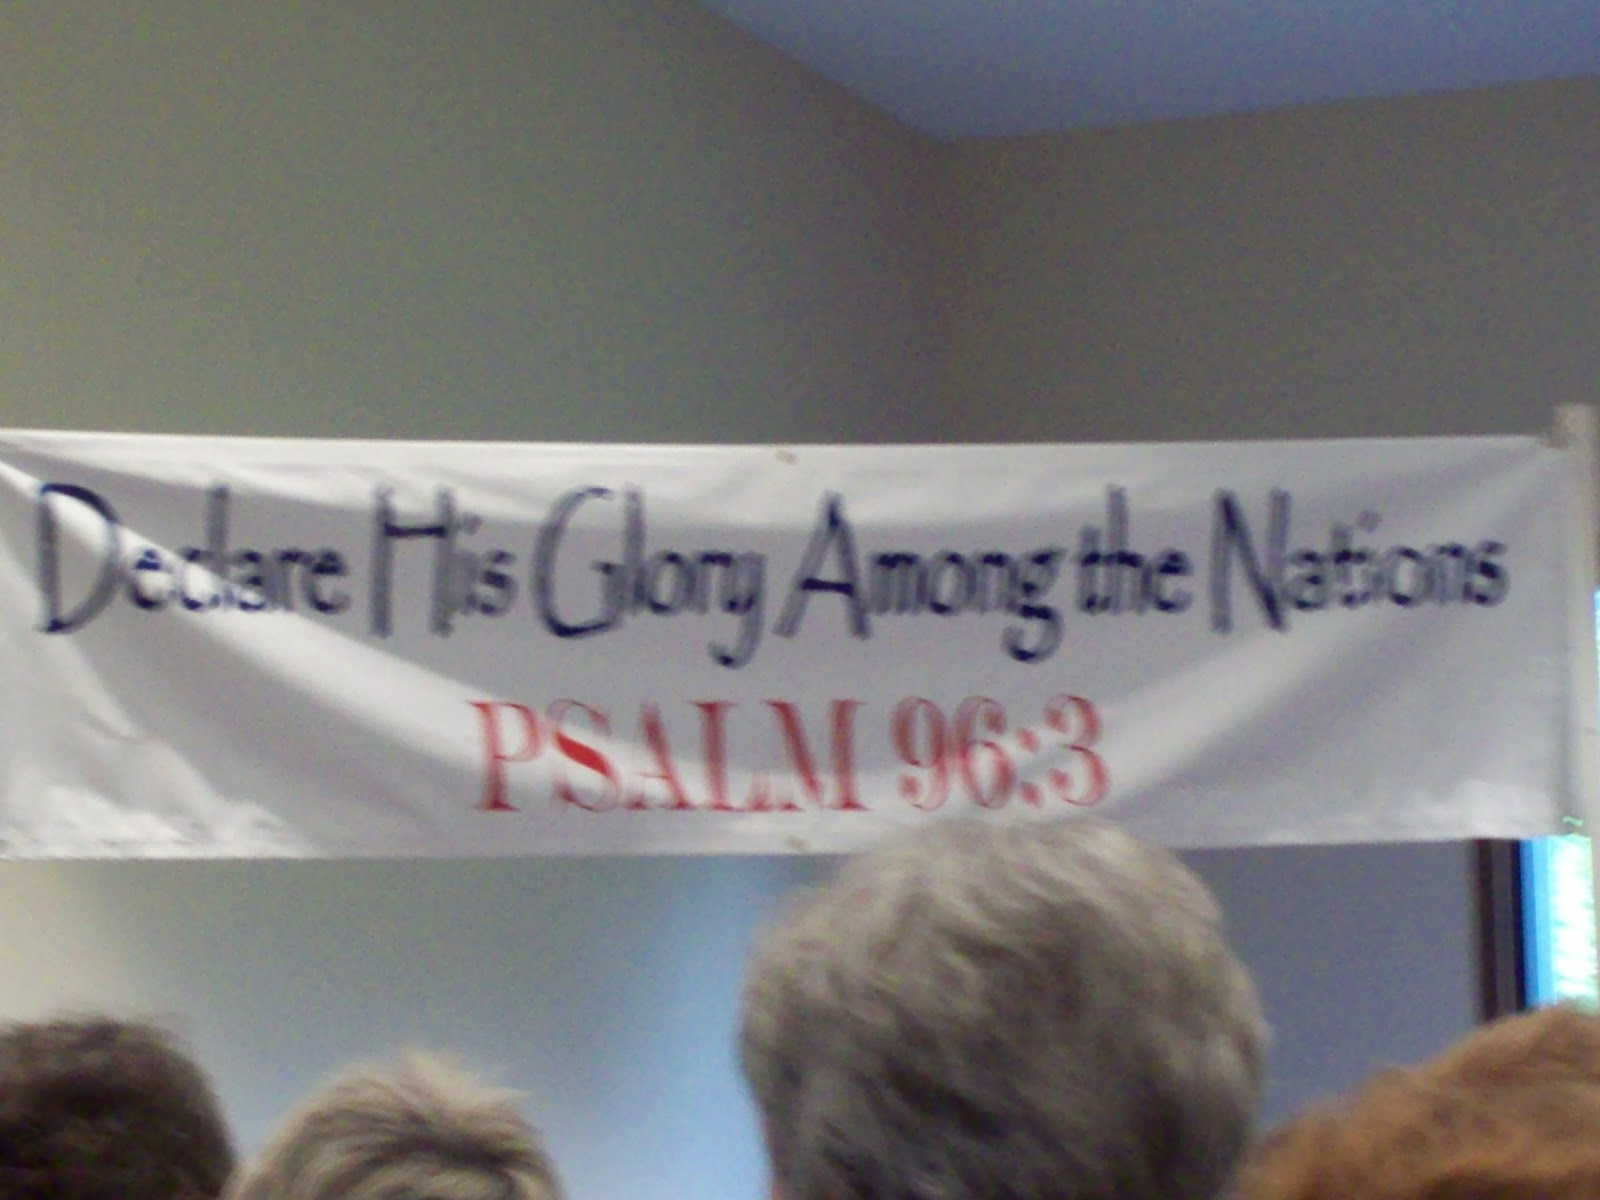 Declare His Glory Among the Nations
PSALM 96:3